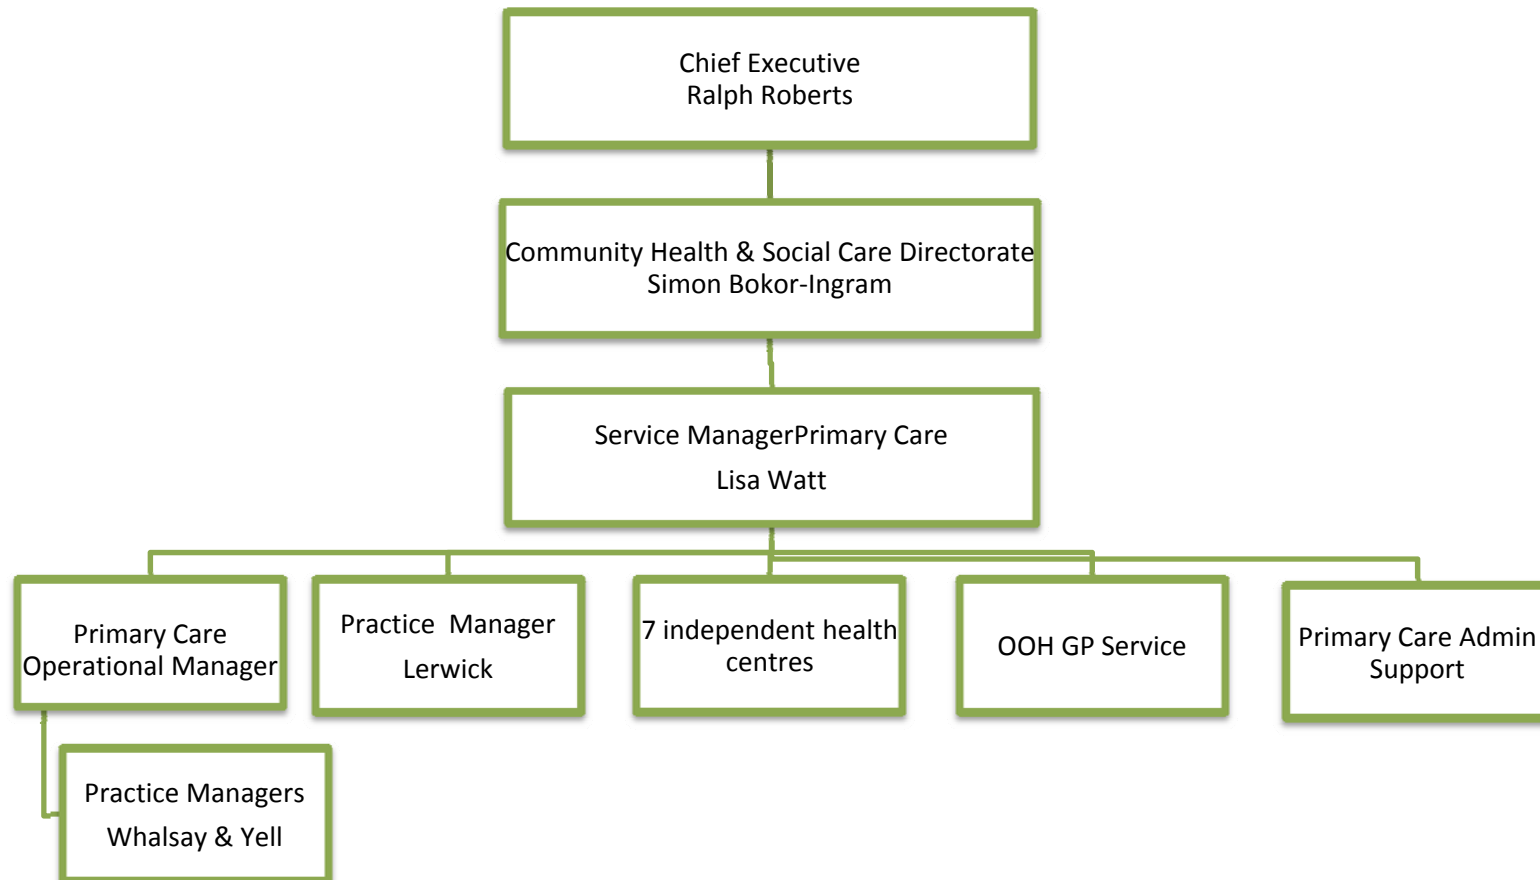 Chief Executive
Ralph Roberts
Community Health & Social Care Directorate
Simon Bokor-Ingram
Service ManagerPrimary Care
Lisa Watt
Primary Care
Operational Manager
Practice  Manager
Lerwick
7 independent health
centres
OOH GP Service
Primary Care Admin
Support
Practice Managers
Whalsay & Yell